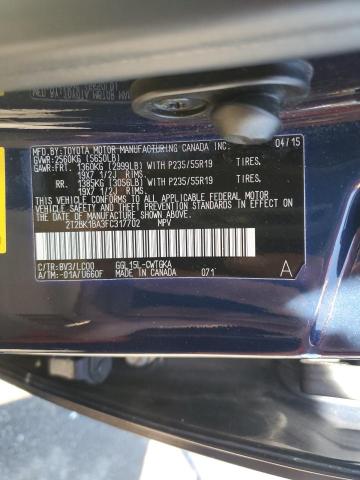 MFD.BY:TOYOTA MOTOR MANUFACTURING CANADA INC. 04/15
GVWR:2560KG (5650LB)
GAWR:FRT. 1360KG (2999LB) WITH P235/55R19 TIRES,
19X7 1/2J RIMS.
RR. 1385KG (3056LB) WITH P235/55R19 TIRES,
19X7 1/2J RIMS.
THIS VEHICLE CONFORMS TO ALL APPLICABLE FEDERAL MOTOR
VEHICLE SAFETY AND THEFT PREVENTION STANDARDS IN
EFFECT ON THE DATE OF MANUFACTURE SHOWN ABOVE.
2T2BK1BA3FC317702 MPV
C/TR:8V3/LC00 GGL15L-CWTGKA
A/TM:-01A/U660F MADE IN CANADA 071 A